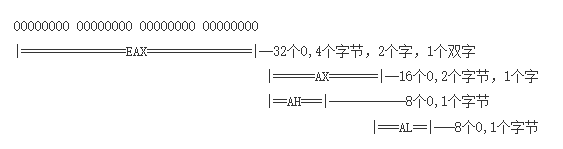 00000000 00000000 00000000 00000000
|===============EAX===============|—32个0,4个字节，2个字，1个双字
|======AX=======|—16个0,2个字节，1个字
|==AH===|—————————8个0,1个字节
|===AL==|——8个0,1个字节